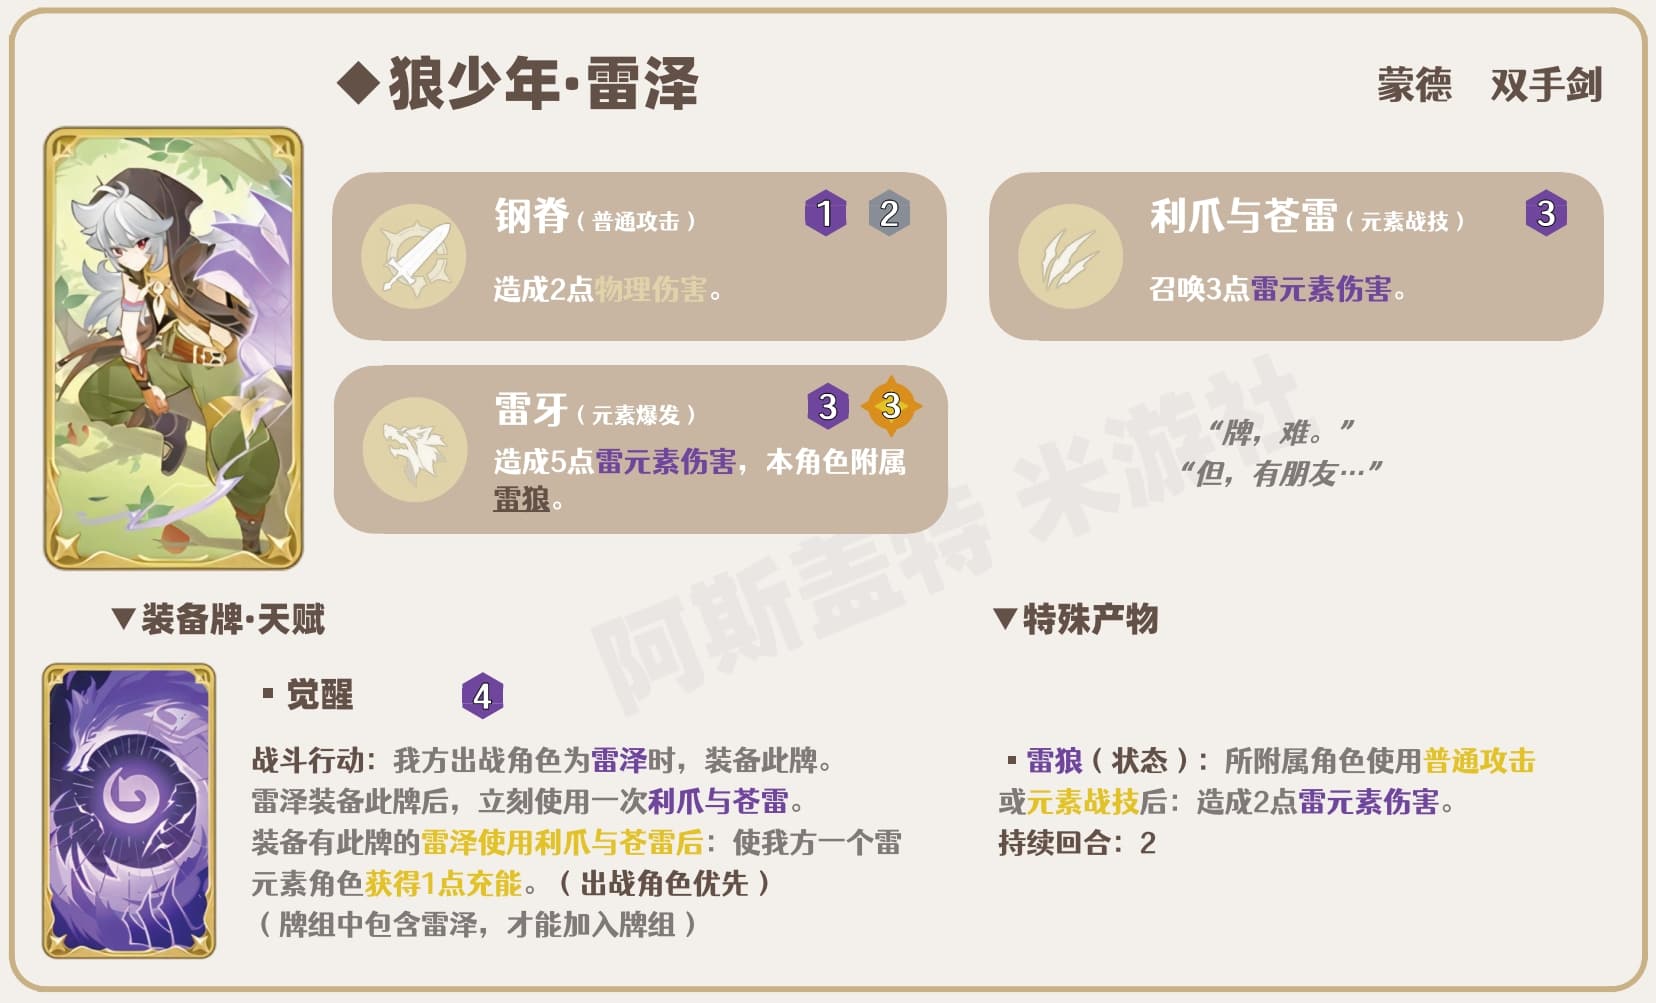 ◆狼少年·雷泽
蒙德 双手剑
钢脊（普通攻击） 1 2
造成2点物理伤害。
利爪与苍雷（元素战技） 3
召唤3点雷元素伤害。
雷牙（元素爆发） 3 3
造成5点雷元素伤害，本角色附属
雷狼。
“牌，难。”
“但，有朋友…”
阿斯盖特 米游社
▼装备牌·天赋
▪觉醒 4
战斗行动：我方出战角色为雷泽时，装备此牌。
雷泽装备此牌后，立刻使用一次利爪与苍雷。
装备有此牌的雷泽使用利爪与苍雷后：使我方一个雷
元素角色获得1点充能。（出战角色优先）
（牌组中包含雷泽，才能加入牌组）
▼特殊产物
▪雷狼（状态）：所附属角色使用普通攻击
或元素战技后：造成2点雷元素伤害。
持续回合：2